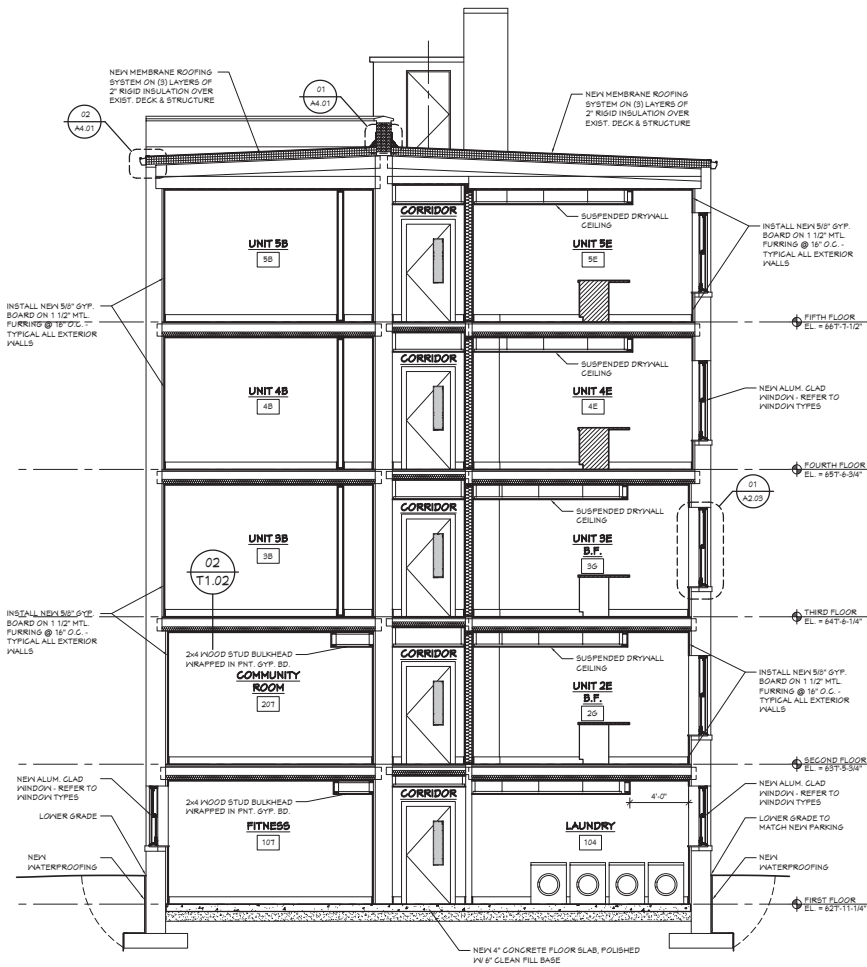 NEW MEMBRANE ROOFING
SYSTEM ON (3) LAYERS OF
2" RIGID INSULATION OVER
EXIST. DECK & STRUCTURE
01
A4.01
02
A4.01
NEW MEMBRANE ROOFING
SYSTEM ON (3) LAYERS OF
2" RIGID INSULATION OVER
EXIST. DECK & STRUCTURE
CORRIDOR
SUSPENDED DRYWALL
CEILING
UNIT 5B
5B
UNIT 5E
5E
INSTALL NEW 5/8" GYP.
BOARD ON 1 1/2" MTL.
FURRING @ 16" O.C. -
TYPICAL ALL EXTERIOR
WALLS
INSTALL NEW 5/8" GYP.
BOARD ON 1 1/2" MTL.
FURRING @ 16" O.C. -
TYPICAL ALL EXTERIOR
WALLS
FIFTH FLOOR
EL. = 667'-7-1/2"
CORRIDOR
SUSPENDED DRYWALL
CEILING
UNIT 4B
4B
UNIT 4E
4E
NEW ALUM. CLAD
WINDOW - REFER TO
WINDOW TYPES
FOURTH FLOOR
EL. = 657'-6-3/4"
01
A2.03
CORRIDOR
SUSPENDED DRYWALL
CEILING
UNIT 3B
3B
UNIT 3E
B.F.
3G
02
T1.02
INSTALL NEW 5/8" GYP.
BOARD ON 1 1/2" MTL.
FURRING @ 16" O.C. -
TYPICAL ALL EXTERIOR
WALLS
THIRD FLOOR
EL. = 647'-6-1/4"
2x4 WOOD STUD BULKHEAD
WRAPPED IN PNT. GYP. BD.
COMMUNITY
ROOM
207
CORRIDOR
SUSPENDED DRYWALL
CEILING
UNIT 2E
B.F.
2G
INSTALL NEW 5/8" GYP.
BOARD ON 1 1/2" MTL.
FURRING @ 16" O.C. -
TYPICAL ALL EXTERIOR
WALLS
SECOND FLOOR
EL. = 637'-5-3/4"
NEW ALUM. CLAD
WINDOW - REFER TO
WINDOW TYPES
LOWER GRADE
NEW
WATERPROOFING
2x4 WOOD STUD BULKHEAD
WRAPPED IN PNT. GYP. BD.
FITNESS
107
CORRIDOR
4'-0"
LAUNDRY
104
NEW ALUM. CLAD
WINDOW - REFER TO
WINDOW TYPES
LOWER GRADE TO
MATCH NEW PARKING
NEW
WATERPROOFING
FIRST FLOOR
EL. = 627'-11-1/4"
NEW 4" CONCRETE FLOOR SLAB, POLISHED
W/ 6" CLEAN FILL BASE